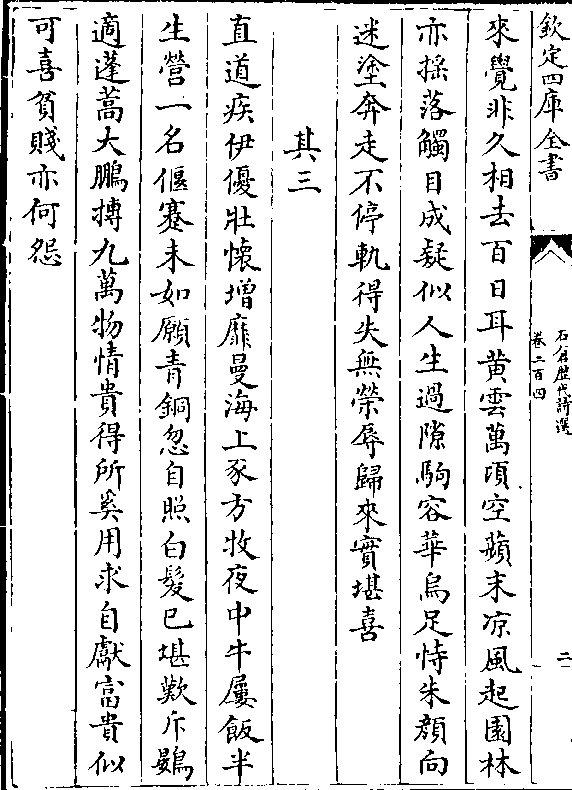 欽定四庫全書
石倉歷代詩選
卷二百四
二
來覺非久相去百日耳黃雲萬頃空蘋末凉風起園林
亦揺落觸目成疑似人生過隙駒容華烏足恃朱顔向
迷塗奔走不停軌得失無榮辱歸來實堪喜
其三
直道疾伊優壯懷增靡曼海上豕方牧夜中牛屢飯半
生營一名偃蹇未如願青銅忽自照白髪已堪歎斥鷃
適蓬蒿大鵬摶九萬物情貴得所奚用求自獻富貴似
可喜貧賤亦何怨